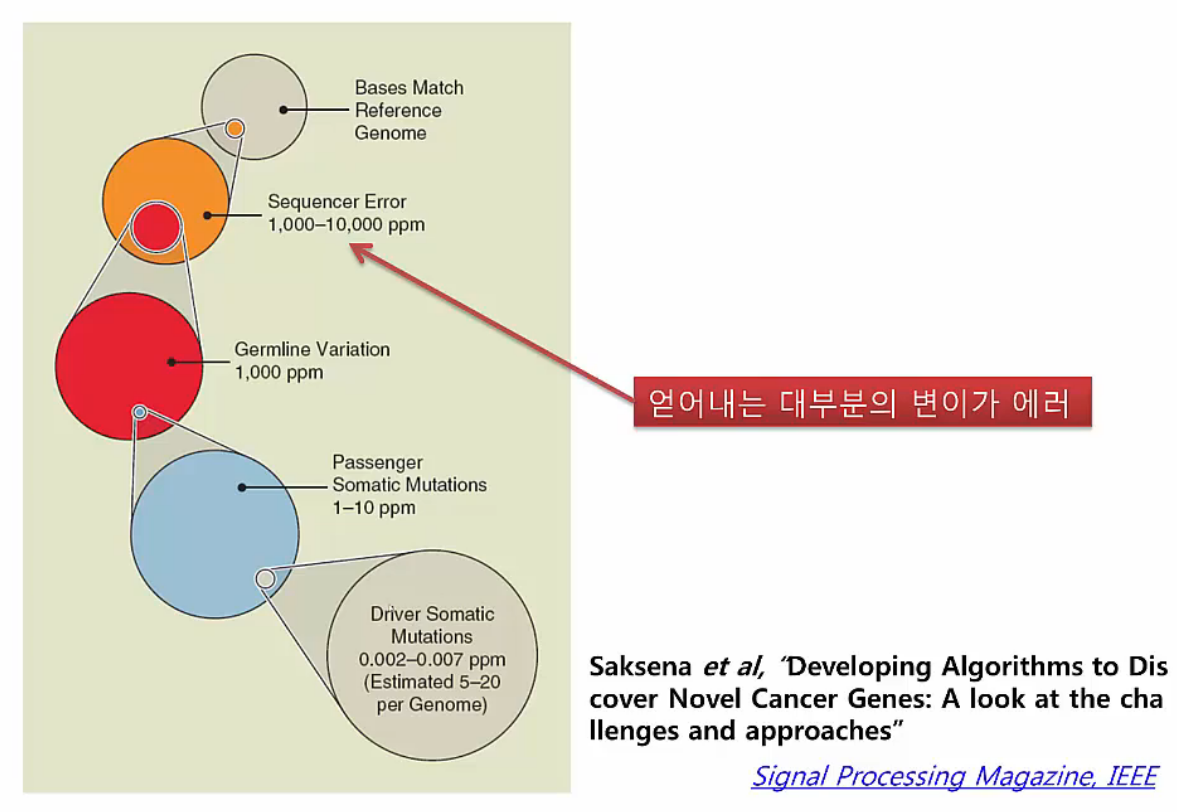 Bases Match
Reference
Genome
Sequencer Error
1,000–10,000 ppm
Germline Variation
1,000 ppm
얻어내는 대부분의 변이가 에러
Passenger
Somatic Mutations
1–10 ppm
Driver Somatic
Mutations
0.002–0.007 ppm
(Estimated 5–20
per Genome)
Saksena et al, “Developing Algorithms to Dis
cover Novel Cancer Genes: A look at the cha
llenges and approaches”
Signal Processing Magazine, IEEE